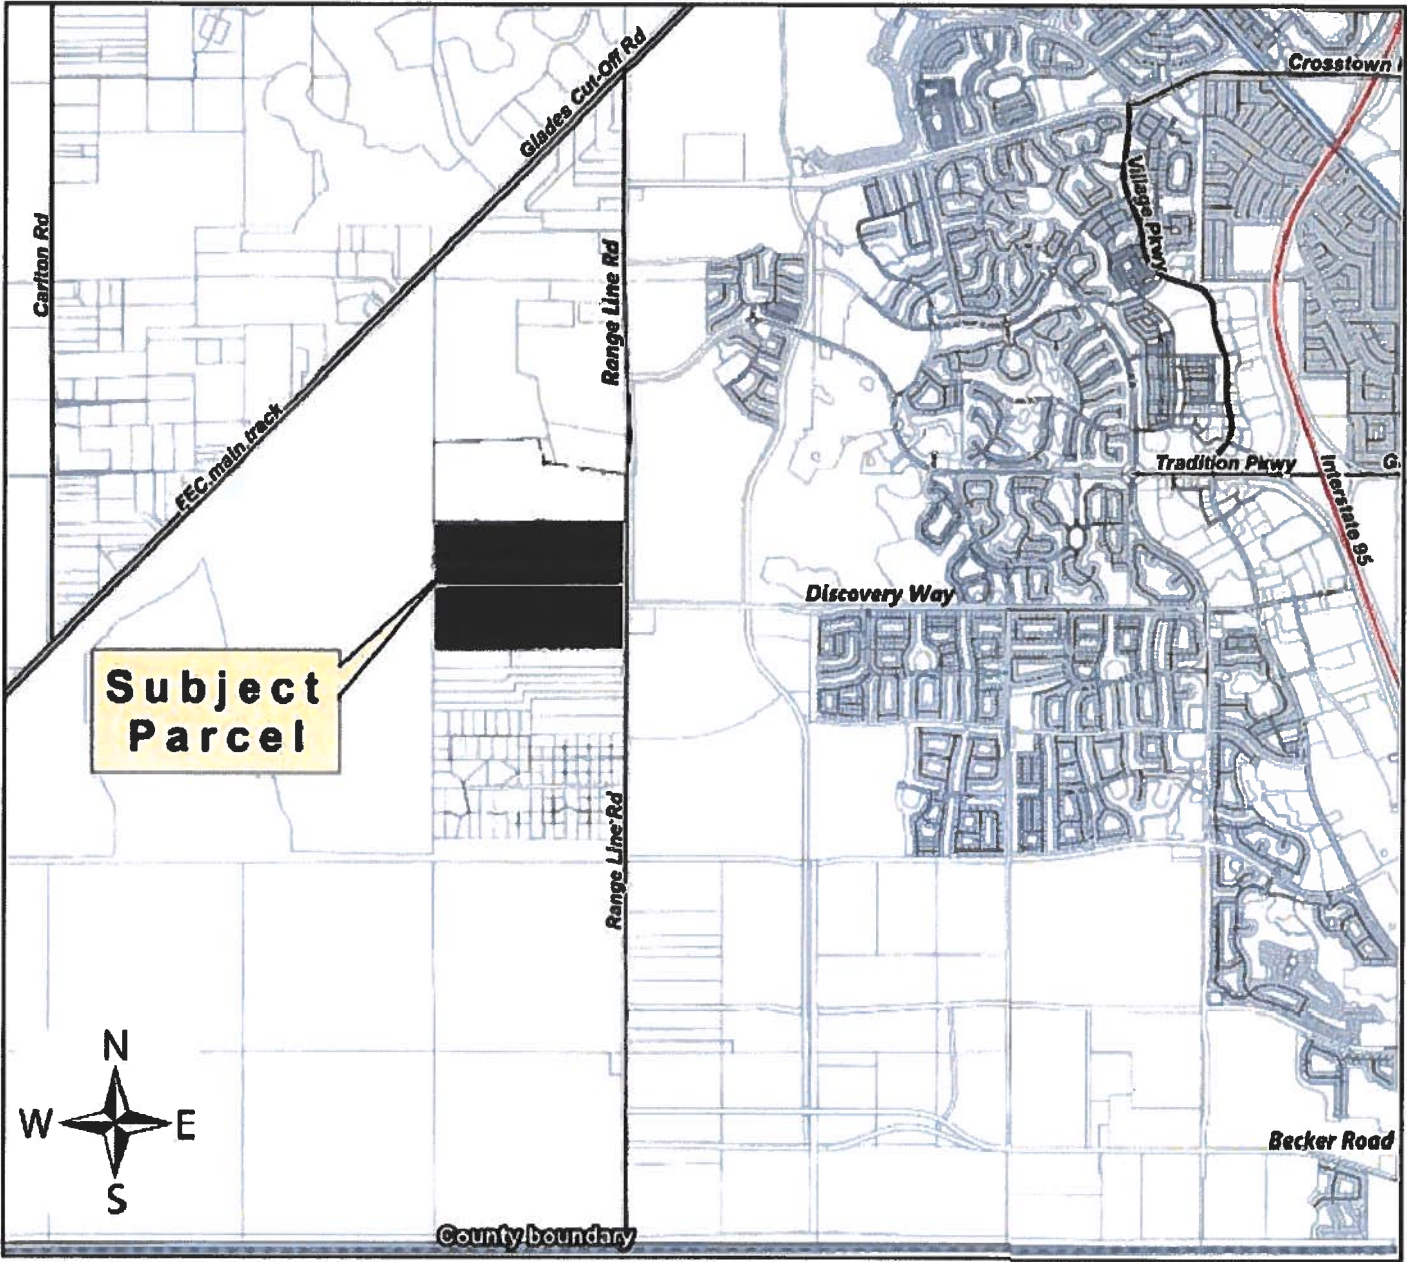 Crosstown
Glades Cut-Off Rd
Village Pkwy
Carlton Rd
Range Line Rd
FEC main track
Tradition Pkwy
G.
Interstate 95
Discovery Way
Subject
Parcel
Range Line Rd
N
W E
S
Becker Road
County boundary